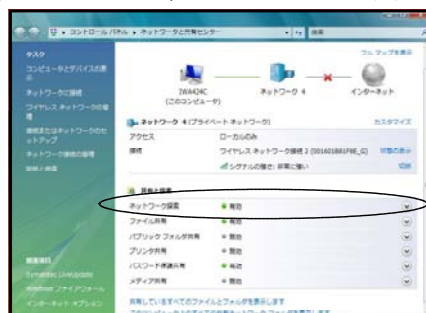 コントロール パネル ▸ ネットワークと共有センター
検索
タスク
コンピュータとデバイスの表示
ネットワークに接続
ワイヤレス ネットワークの管理
接続またはネットワークのセットアップ
ネットワーク接続の管理
フル マップを表示
(このコンピュータ)
ネットワーク 4
インターネット
ネットワーク 4 (プライベート ネットワーク)
カスタマイズ
アクセス
ローカルのみ
接続
ワイヤレス ネットワーク接続 2
状態の表示
シグナルの強さ: 非常に強い
切断
共有と探索
ネットワーク探索
有効
ファイル共有
有効
パブリック フォルダ共有
無効
プリンタ共有
無効
パスワード保護共有
有効
メディア共有
無効
関連項目
Symantec LiveUpdate
Windows ファイアウォール
インターネット オプション
共有しているすべてのファイルとフォルダを表示します